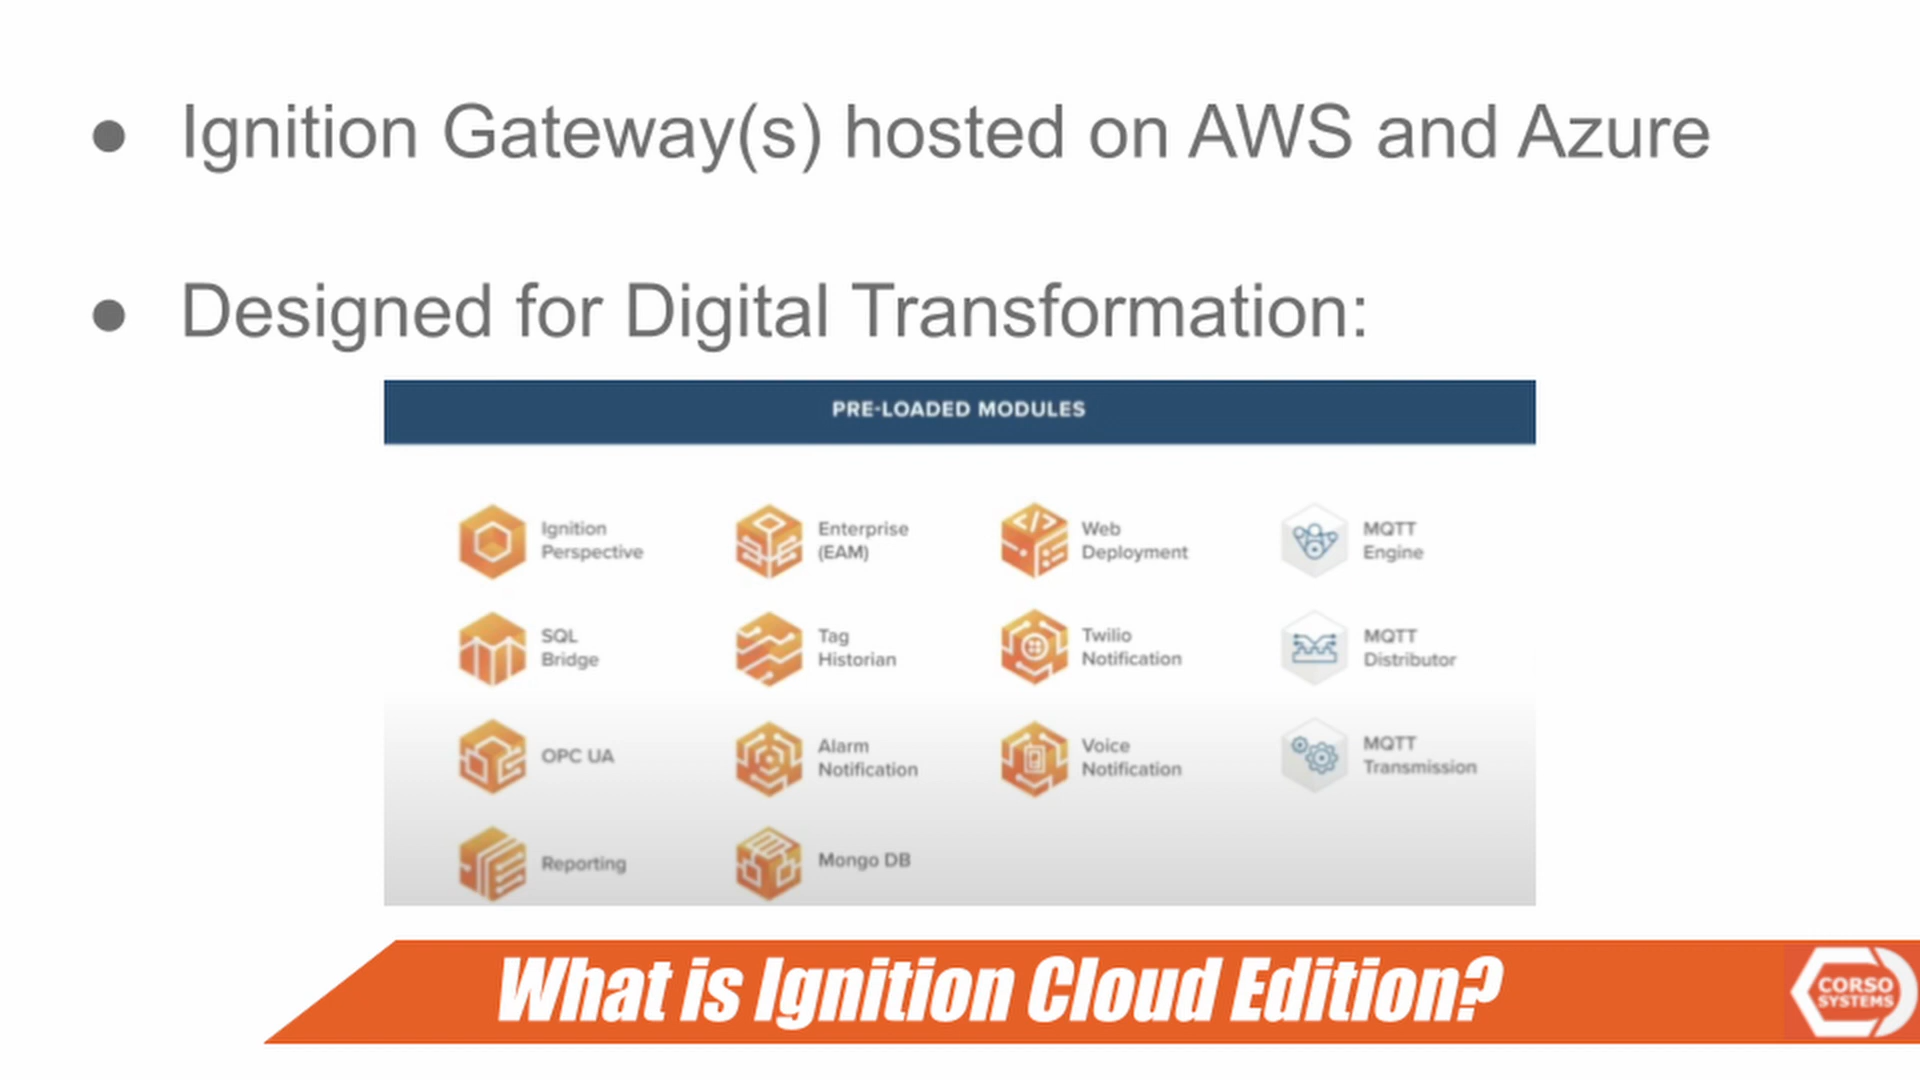 ● Ignition Gateway(s) hosted on AWS and Azure
● Designed for Digital Transformation:
PRE-LOADED MODULES
Ignition
Perspective
Enterprise
(EAM)
Web
Deployment
MQTT
Engine
SQL
Bridge
Tag
Historian
Twilio
Notification
MQTT
Distributor
OPC UA
Alarm
Notification
Voice
Notification
MQTT
Transmission
Reporting
Mongo DB
What is Ignition Cloud Edition?
CORSO
SYSTEMS